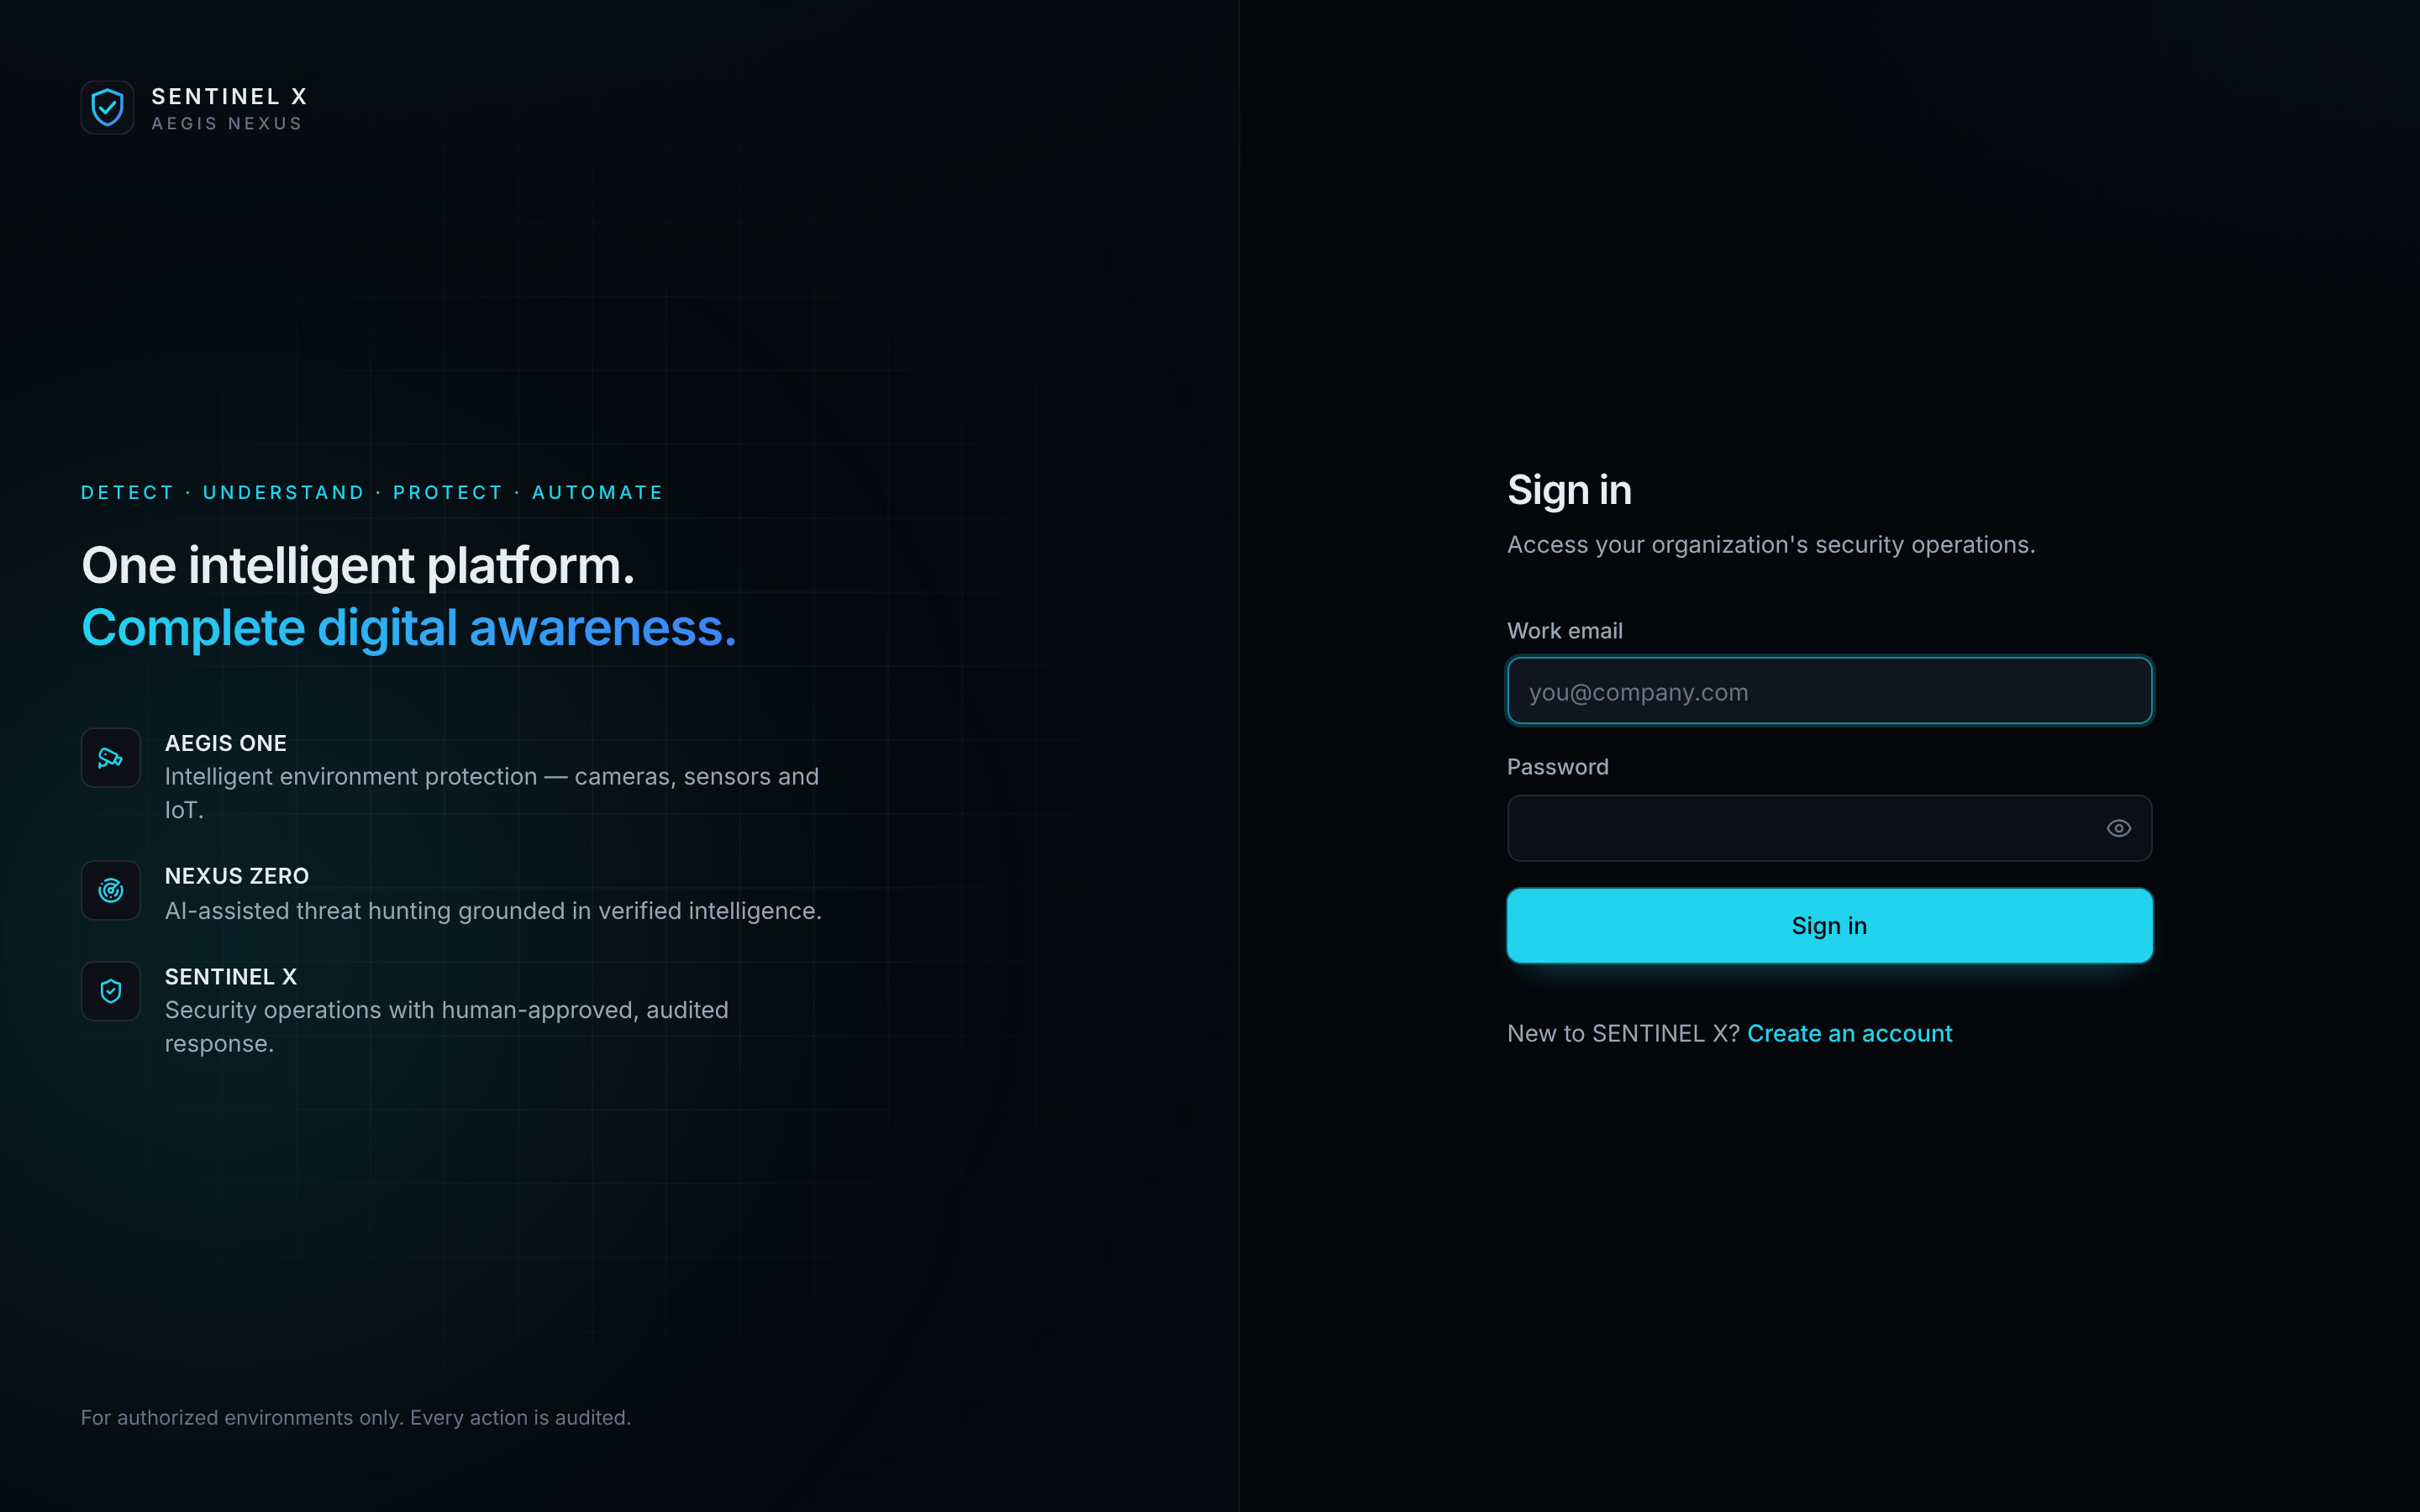 SENTINEL X
AEGIS NEXUS
DETECT · UNDERSTAND · PROTECT · AUTOMATE
One intelligent platform.
Complete digital awareness.
AEGIS ONE
Intelligent environment protection — cameras, sensors and
IoT.
NEXUS ZERO
AI-assisted threat hunting grounded in verified intelligence.
SENTINEL X
Security operations with human-approved, audited
response.
For authorized environments only. Every action is audited.
Sign in
Access your organization's security operations.
Work email
you@company.com
Password
Sign in
New to SENTINEL X? Create an account